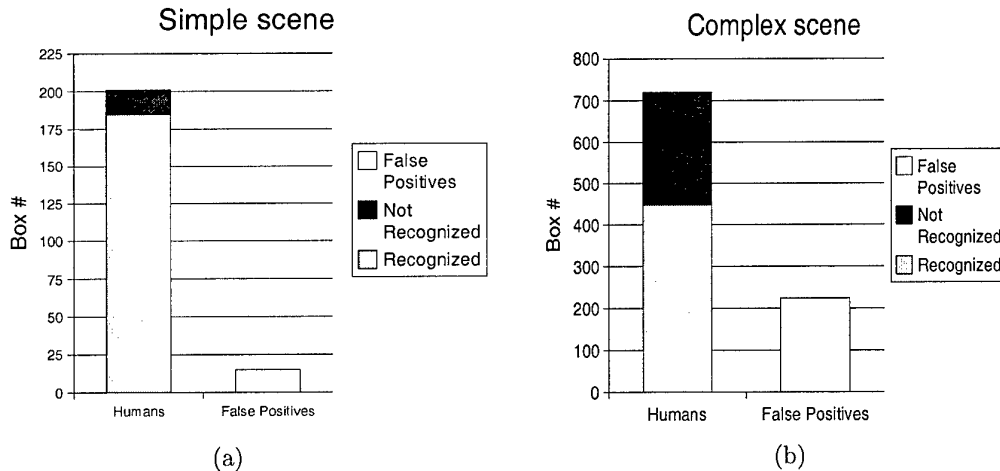 Simple scene
225
200
175
150
125
100
75
50
25
0
Box #
Humans
False Positives
False
Positives
Not
Recognized
Recognized
(a)
Complex scene
800
700
600
500
400
300
200
100
0
Box #
Humans
False Positives
False
Positives
Not
Recognized
Recognized
(b)